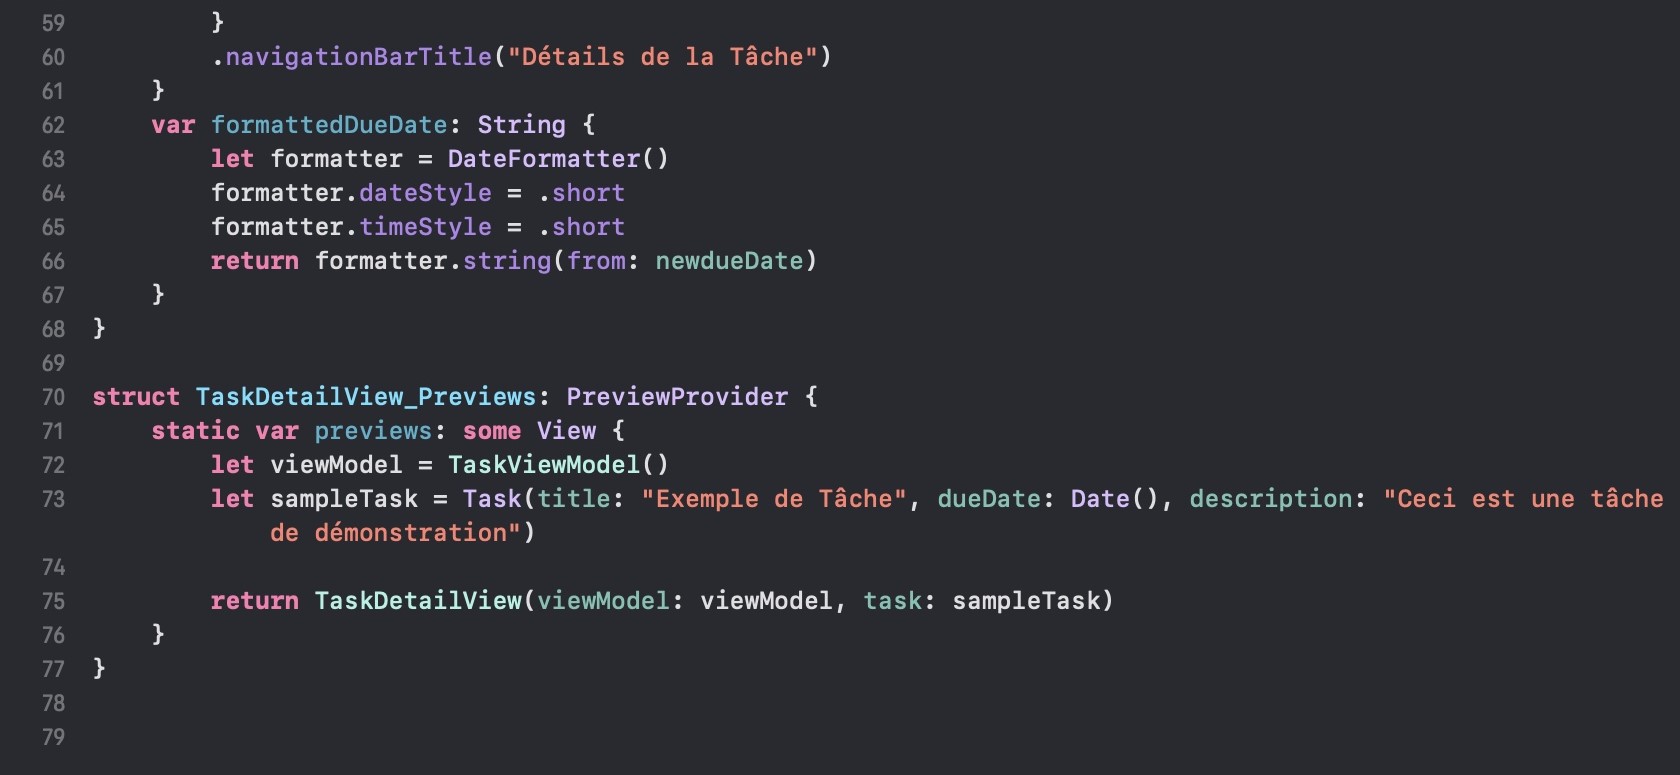 59 }
60 .navigationBarTitle("Détails de la Tâche")
61 }
62 var formattedDueDate: String {
63 let formatter = DateFormatter()
64 formatter.dateStyle = .short
65 formatter.timeStyle = .short
66 return formatter.string(from: newdueDate)
67 }
68 }
69
70 struct TaskDetailView_Previews: PreviewProvider {
71 static var previews: some View {
72 let viewModel = TaskViewModel()
73 let sampleTask = Task(title: "Exemple de Tâche", dueDate: Date(), description: "Ceci est une tâche
de démonstration")
74
75 return TaskDetailView(viewModel: viewModel, task: sampleTask)
76 }
77 }
78
79